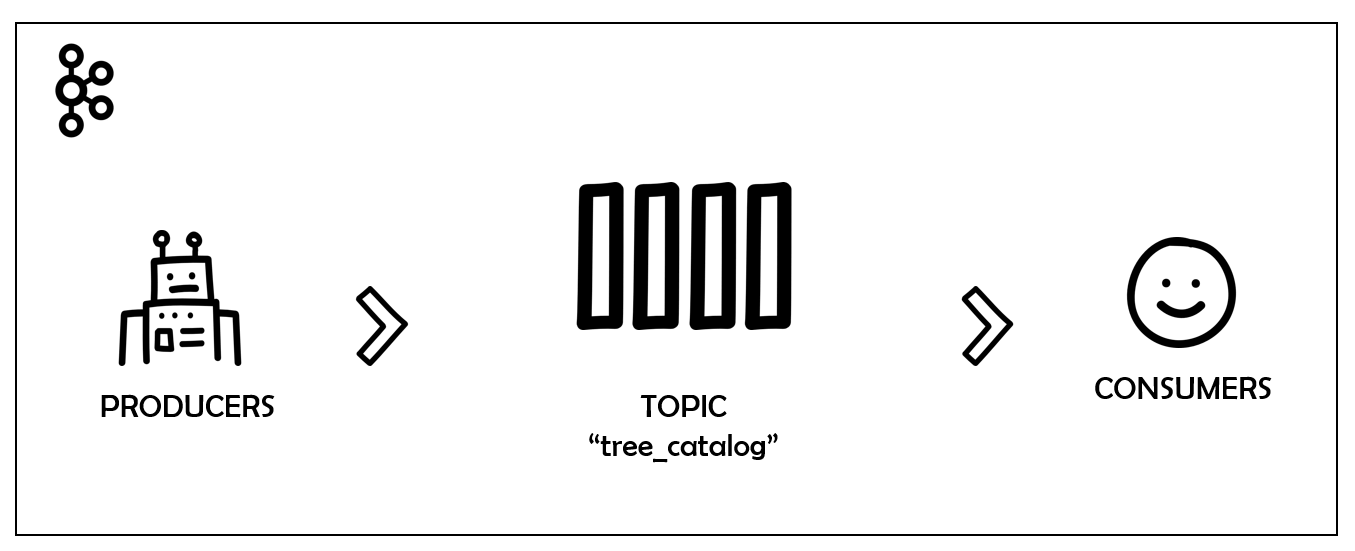 PRODUCERS
TOPIC
“tree_catalog”
CONSUMERS